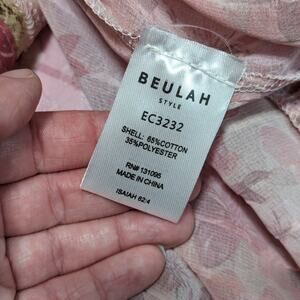 BEULAH
STYLE
EC3232
SHELL: 65%COTTON
35%POLYESTER
RN# 131095
MADE IN CHINA
ISAIAH 62:4